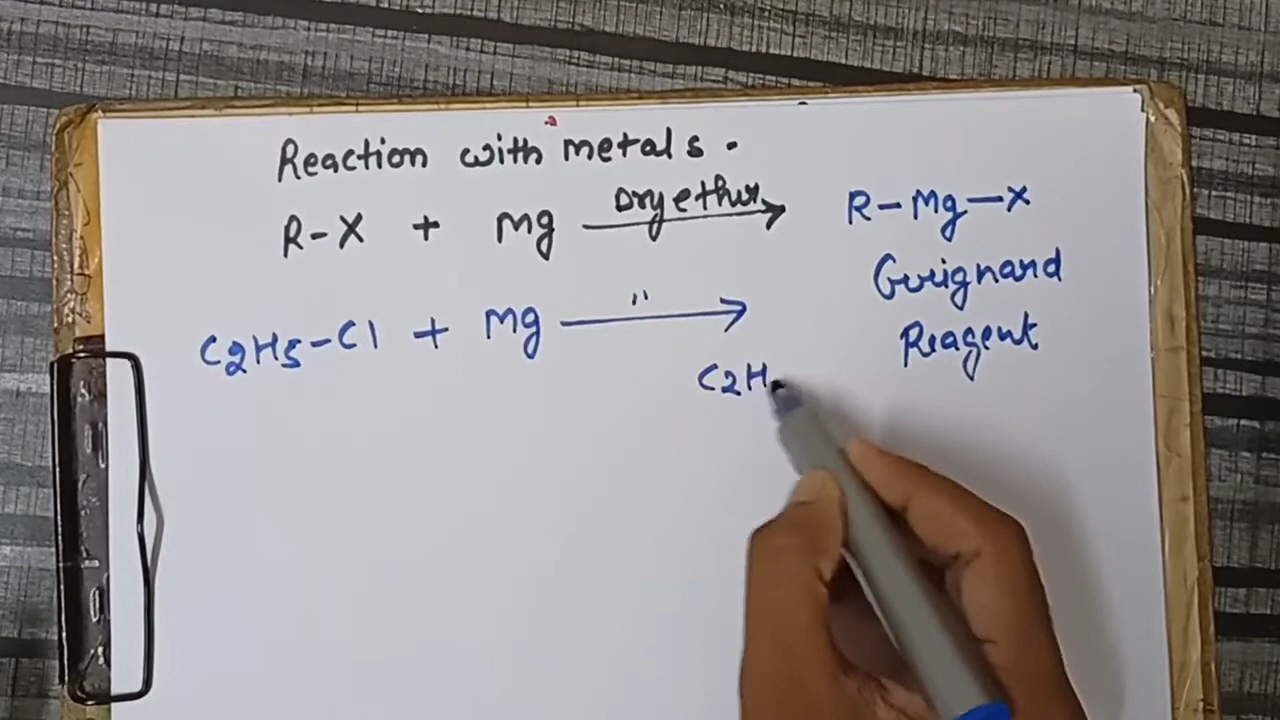 Reaction with metals.
R-X + Mg Dry ether R-Mg-X
Grignard
C2H5-Cl + Mg " Reagent
C2H